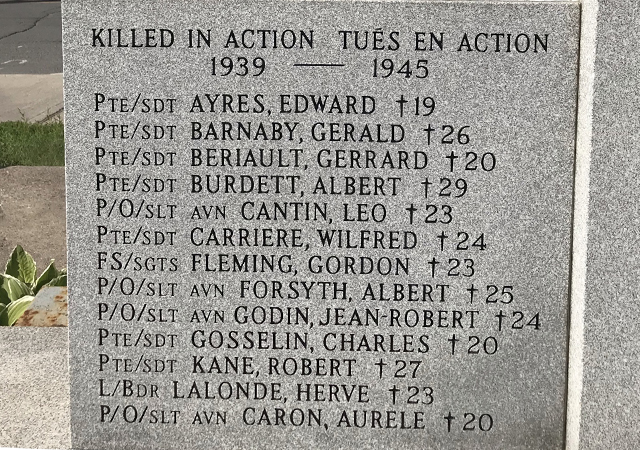 KILLED IN ACTION TUÉS EN ACTION
1939 — 1945
PTE/SDT AYRES, EDWARD †19
PTE/SDT BARNABY, GERALD †26
PTE/SDT BERIAULT, GERRARD †20
PTE/SDT BURDETT, ALBERT †29
P/O/SLT AVN CANTIN, LEO †23
PTE/SDT CARRIERE, WILFRED †24
FS/SGTS FLEMING, GORDON †23
P/O/SLT AVN FORSYTH, ALBERT †25
P/O/SLT AVN GODIN, JEAN-ROBERT †24
PTE/SDT GOSSELIN, CHARLES †20
PTE/SDT KANE, ROBERT †27
L/BDR LALONDE, HERVE †23
P/O/SLT AVN CARON, AURELE †20